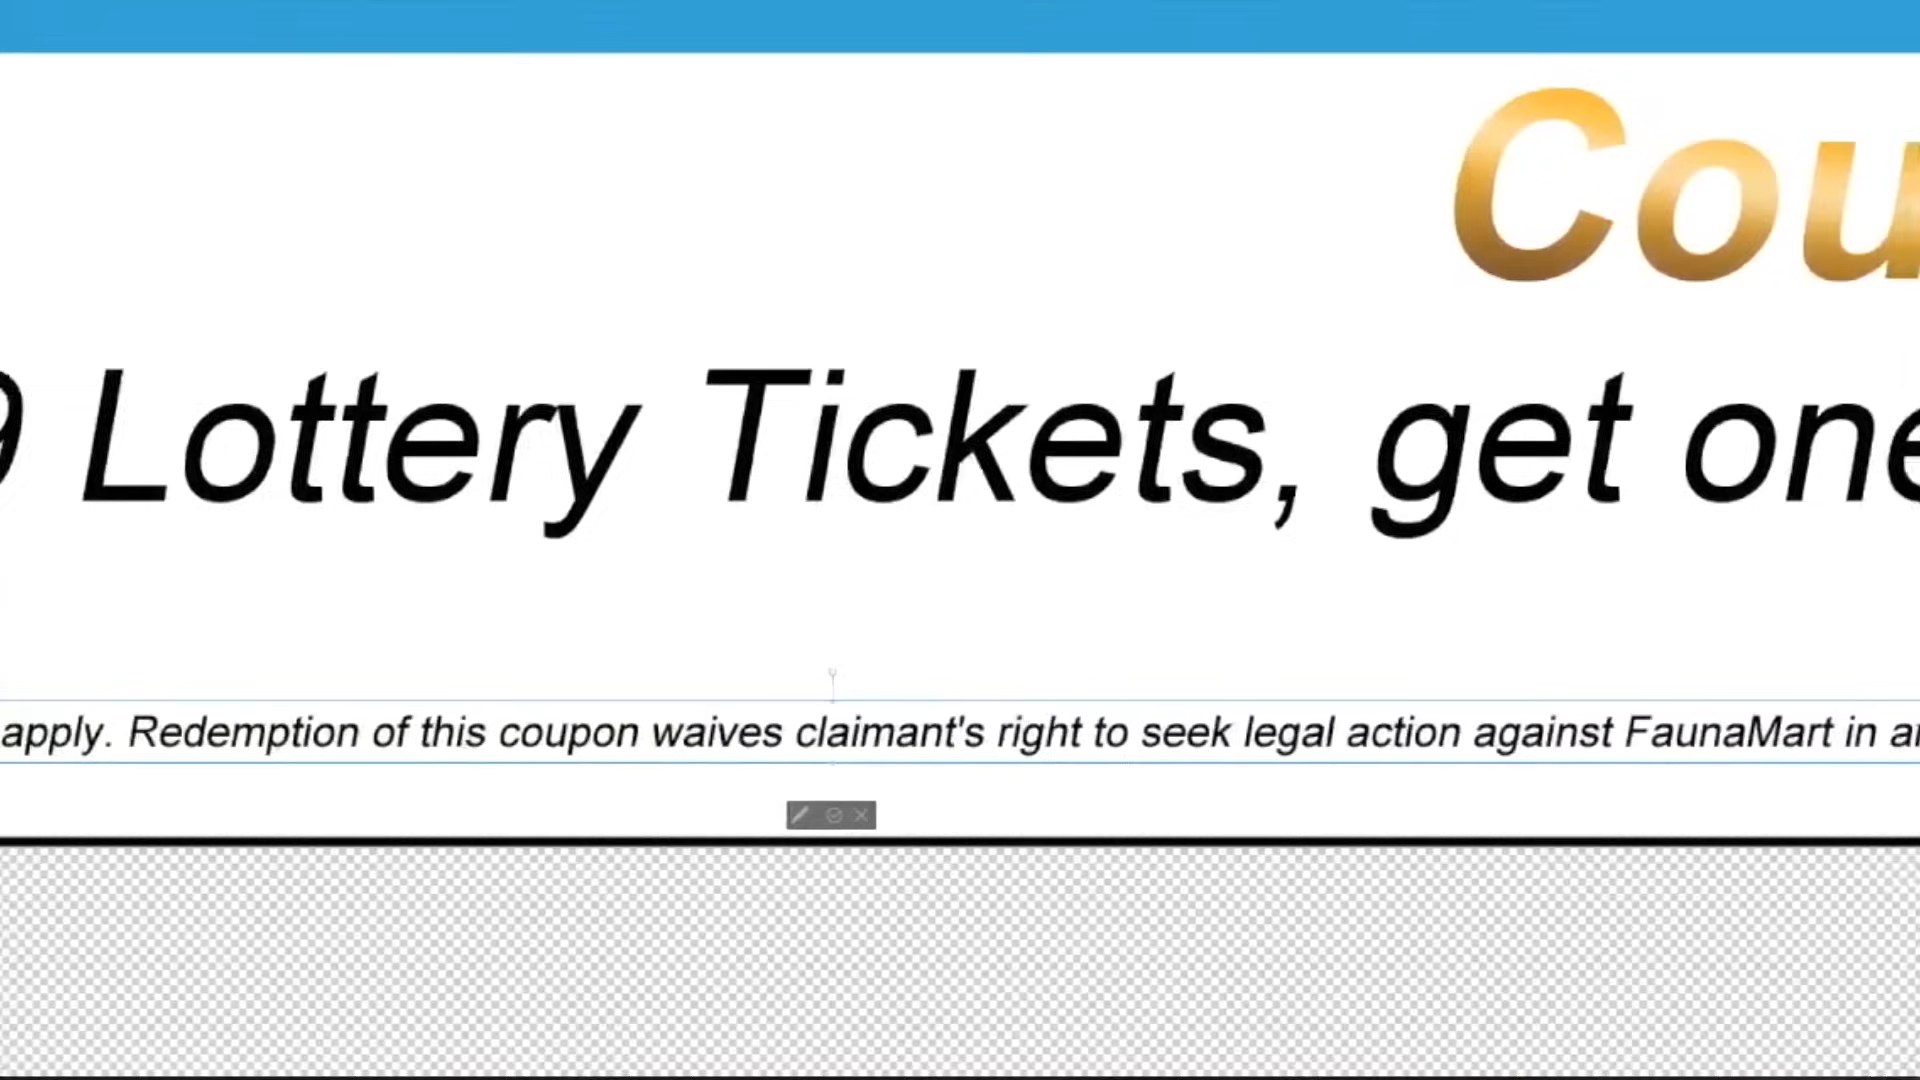 Cou
9 Lottery Tickets, get one
apply. Redemption of this coupon waives claimant's right to seek legal action against FaunaMart in